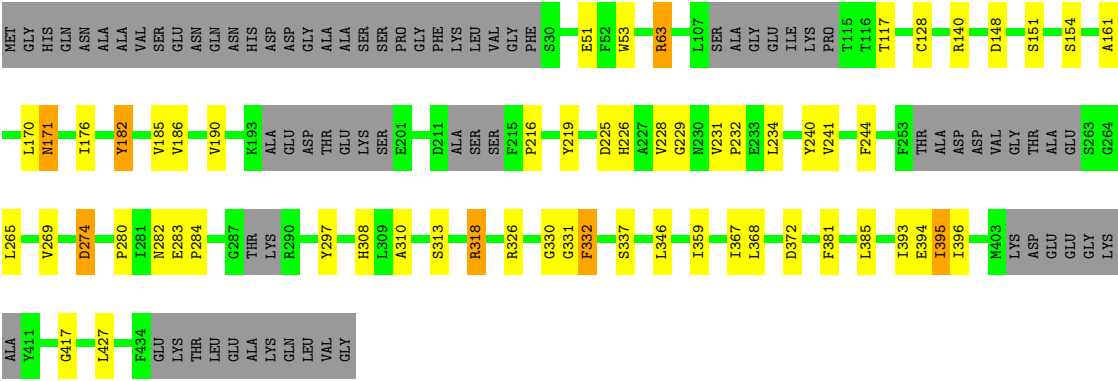 MET GLY HIS GLN ASN ALA ALA VAL SER GLU ASN GLN ASN HIS ASP ASP GLY ALA ALA SER SER PRO GLY PHE LYS LEU VAL GLY PHE S30 E51 F52 W53 R63 L107 SER ALA GLY GLU ILE LYS PRO T115 T116 T117 C128 R140 D148 S151 S154 A161
L170 N171 I176 Y182 V185 V186 V190 K193 ALA GLU ASP THR GLU LYS SER E201 D211 ALA SER SER F215 P216 Y219 D225 H226 A227 V228 G229 N230 V231 P232 E233 L234 Y240 V241 F244 F253 THR ALA ASP ASP VAL GLY THR ALA GLU S263 G264
L265 V269 D274 P280 I281 N282 E283 P284 G287 THR LYS R290 Y297 H308 L309 A310 S313 R318 R326 G330 G331 F332 S337 L346 I359 I367 L368 D372 F381 L385 I393 E394 I395 I396 M403 LYS ASP GLU GLU GLY LYS
ALA Y411 G417 L427 F434 GLU LYS THR LEU GLU ALA LYS GLN LEU VAL GLY